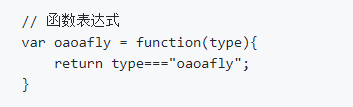 // 函数表达式
var oaoafly = function(type){
    return type==="oaoafly";
}